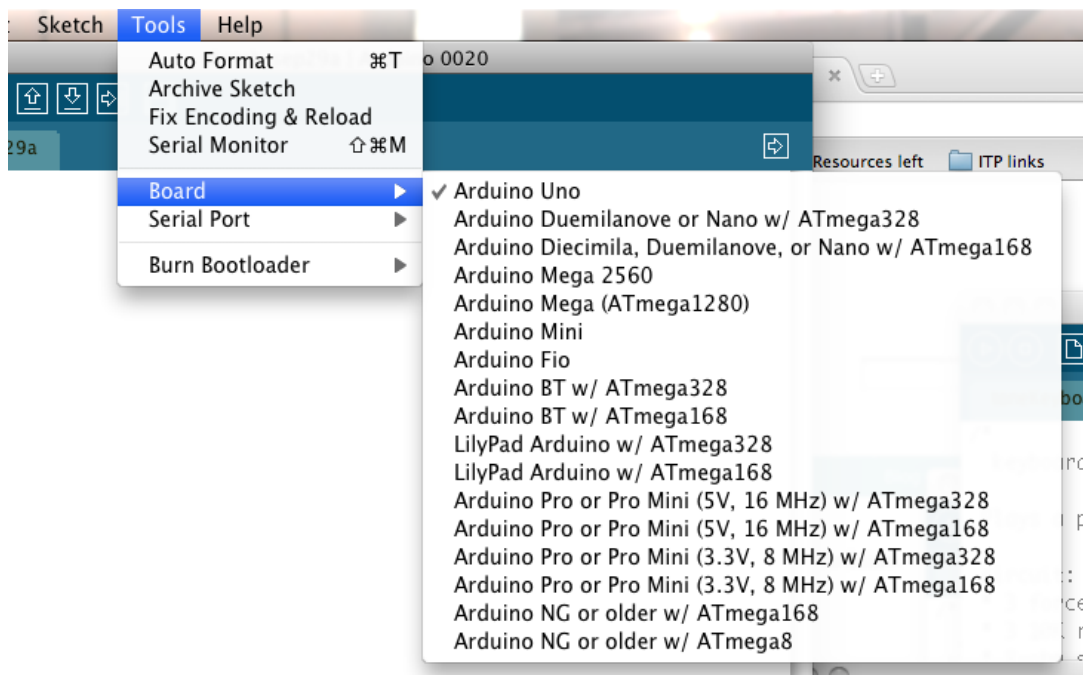 Sketch Tools Help
Auto Format ⌘T
o 0020
Archive Sketch
Fix Encoding & Reload
29a
Serial Monitor ⇧⌘M
Resources left ITP links
Board
Serial Port
Burn Bootloader
✓ Arduino Uno
Arduino Duemilanove or Nano w/ ATmega328
Arduino Diecimila, Duemilanove, or Nano w/ ATmega168
Arduino Mega 2560
Arduino Mega (ATmega1280)
Arduino Mini
Arduino Fio
Arduino BT w/ ATmega328
Arduino BT w/ ATmega168
LilyPad Arduino w/ ATmega328
LilyPad Arduino w/ ATmega168
Arduino Pro or Pro Mini (5V, 16 MHz) w/ ATmega328
Arduino Pro or Pro Mini (5V, 16 MHz) w/ ATmega168
Arduino Pro or Pro Mini (3.3V, 8 MHz) w/ ATmega328
Arduino Pro or Pro Mini (3.3V, 8 MHz) w/ ATmega168
Arduino NG or older w/ ATmega168
Arduino NG or older w/ ATmega8